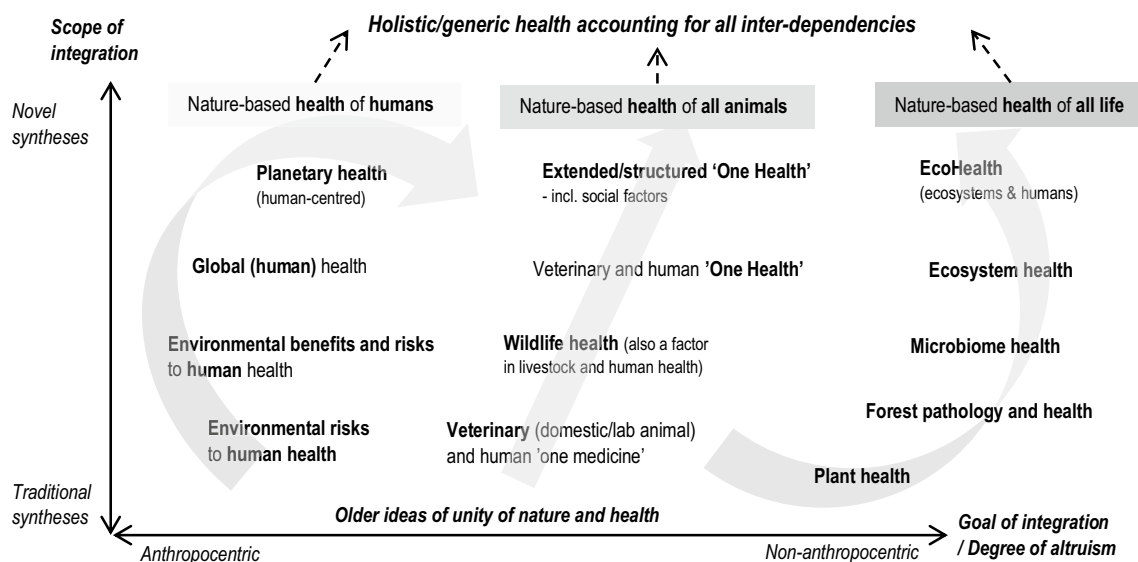 Scope of
integration
Holistic/generic health accounting for all inter-dependencies
Novel
syntheses
Nature-based health of humans
Nature-based health of all animals
Nature-based health of all life
Planetary health
(human-centred)
Extended/structured 'One Health'
- incl. social factors
EcoHealth
(ecosystems & humans)
Global (human) health
Veterinary and human ’One Health’
Ecosystem health
Environmental benefits and risks
to human health
Wildlife health (also a factor
in livestock and human health)
Microbiome health
Environmental risks
to human health
Veterinary (domestic/lab animal)
and human 'one medicine'
Forest pathology and health
Plant health
Traditional
syntheses
Older ideas of unity of nature and health
Anthropocentric
Non-anthropocentric
Goal of integration
/ Degree of altruism